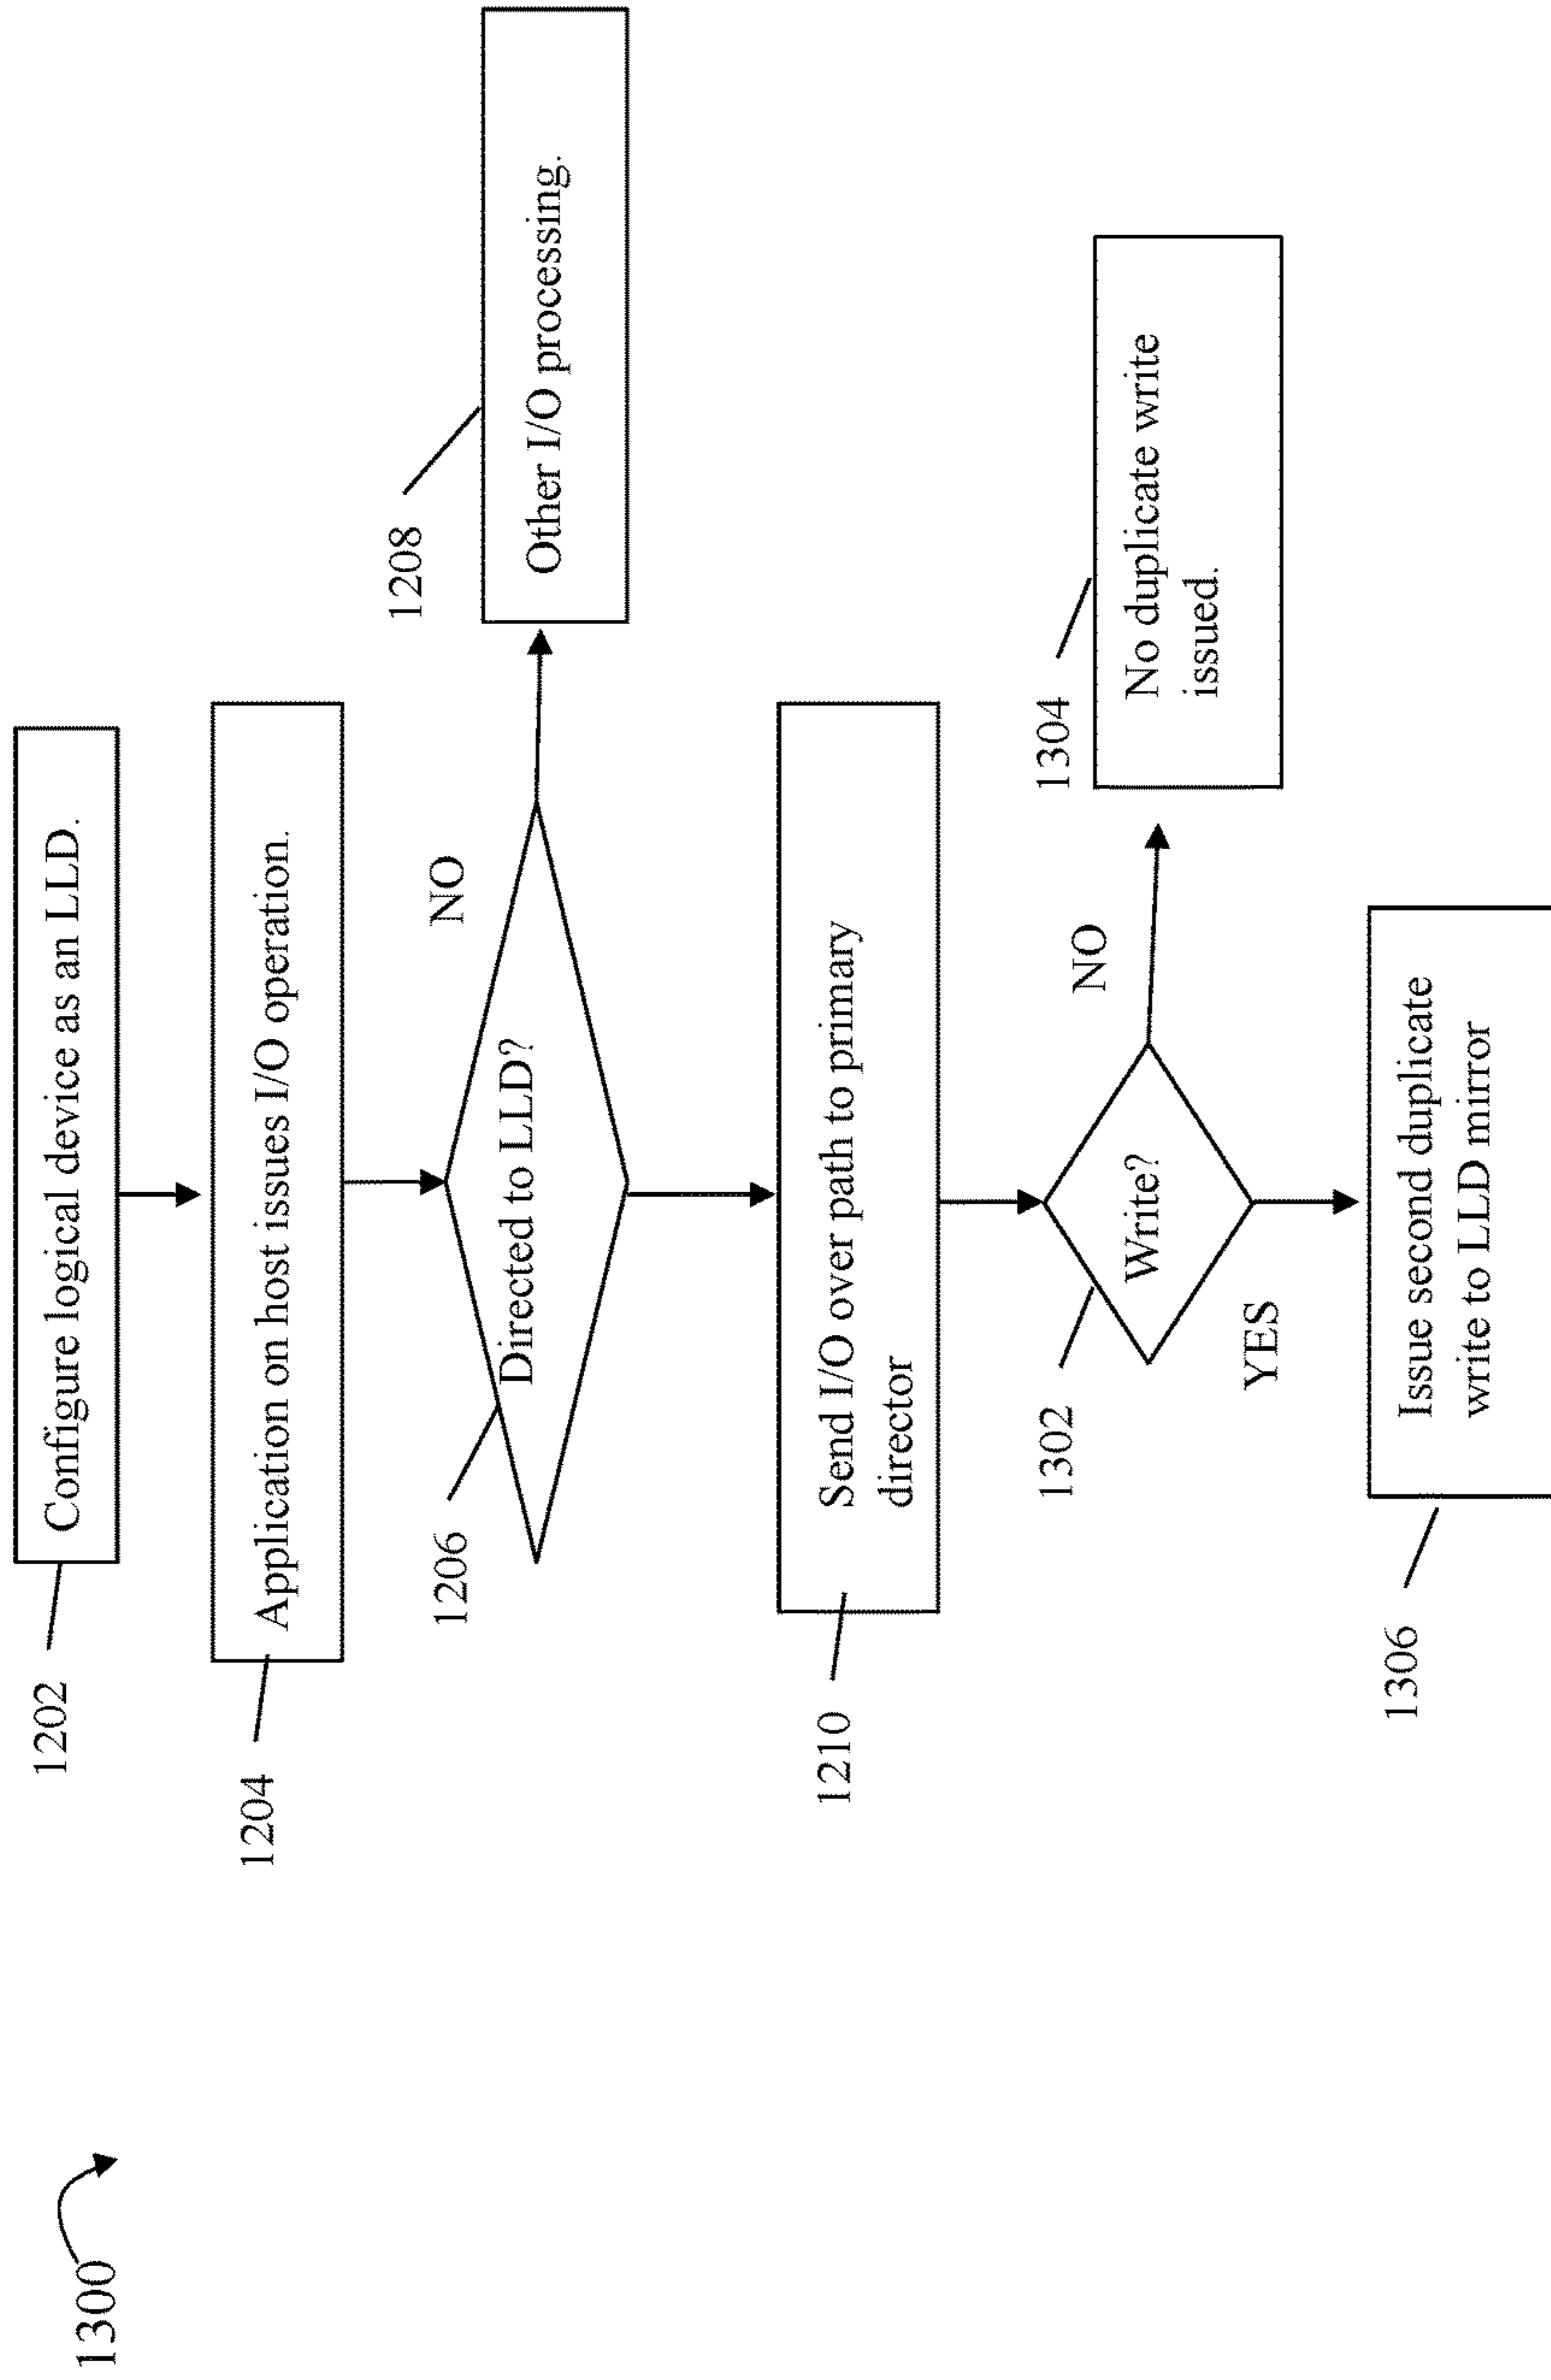 1300
1202
Configure logical device as an LLD.
1204
Application on host issues I/O operation.
1206
Directed to LLD?
NO
1208
Other I/O processing.
1210
Send I/O over path to primary
director
1302
Write?
NO
1304
No duplicate write
issued.
YES
1306
Issue second duplicate
write to LLD mirror